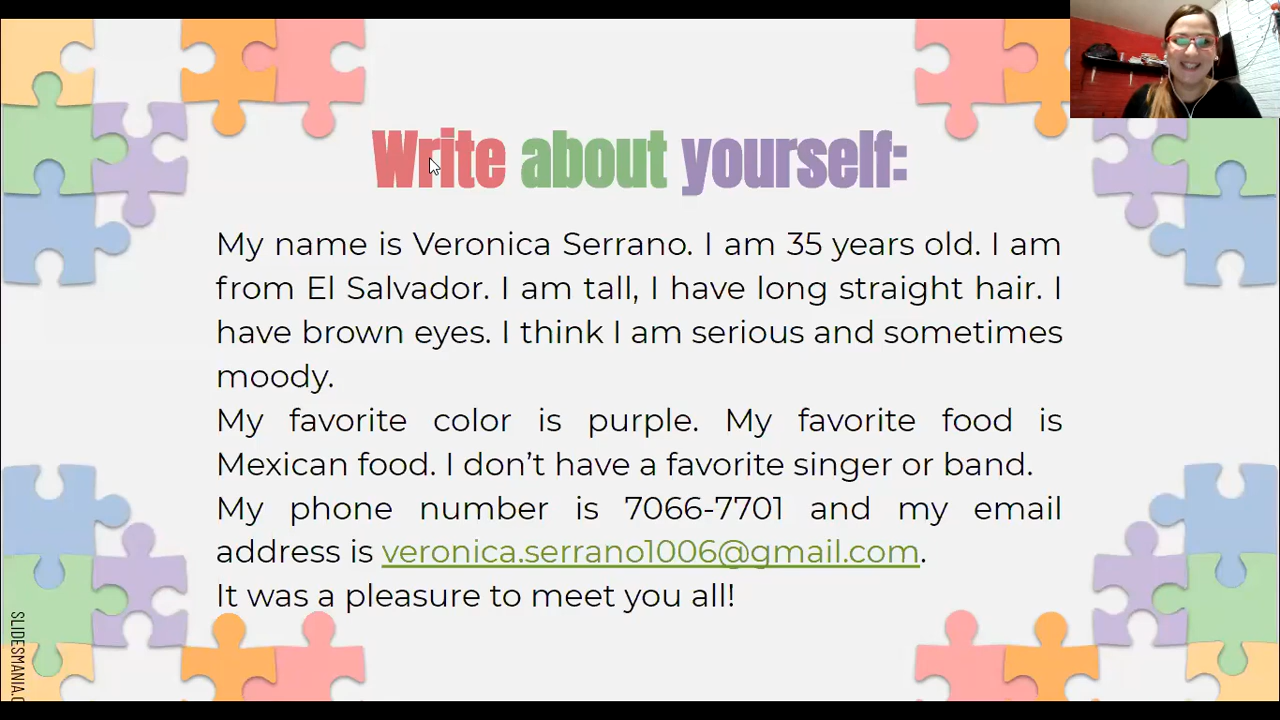 Write about yourself:
My name is Veronica Serrano. I am 35 years old. I am
from El Salvador. I am tall, I have long straight hair. I
have brown eyes. I think I am serious and sometimes
moody.
My favorite color is purple. My favorite food is
Mexican food. I don't have a favorite singer or band.
My phone number is 7066-7701 and my email
address is veronica.serrano1006@gmail.com.
It was a pleasure to meet you all!
SLIDESMANIA.